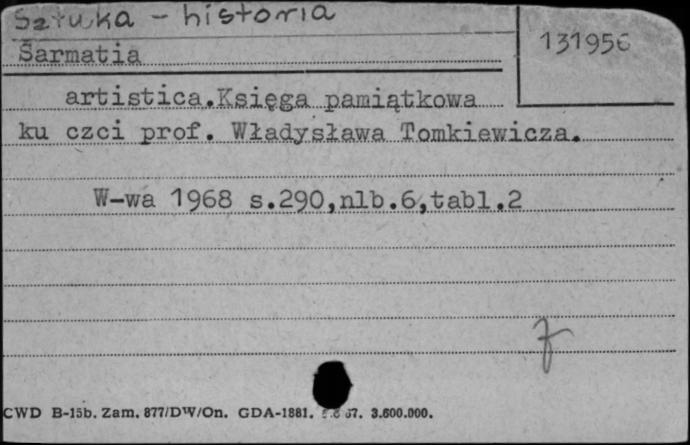 Sztuka - historia
131956
Sarmatia
artistica.Księga pamiątkowa
ku czci prof. Władysława Tomkiewicza.
W-wa 1968 s.290,nlb.6,tabl.2
CWD B-15b. Zam. 877/DW/On. GDA-1881. 67. 3.600.000.